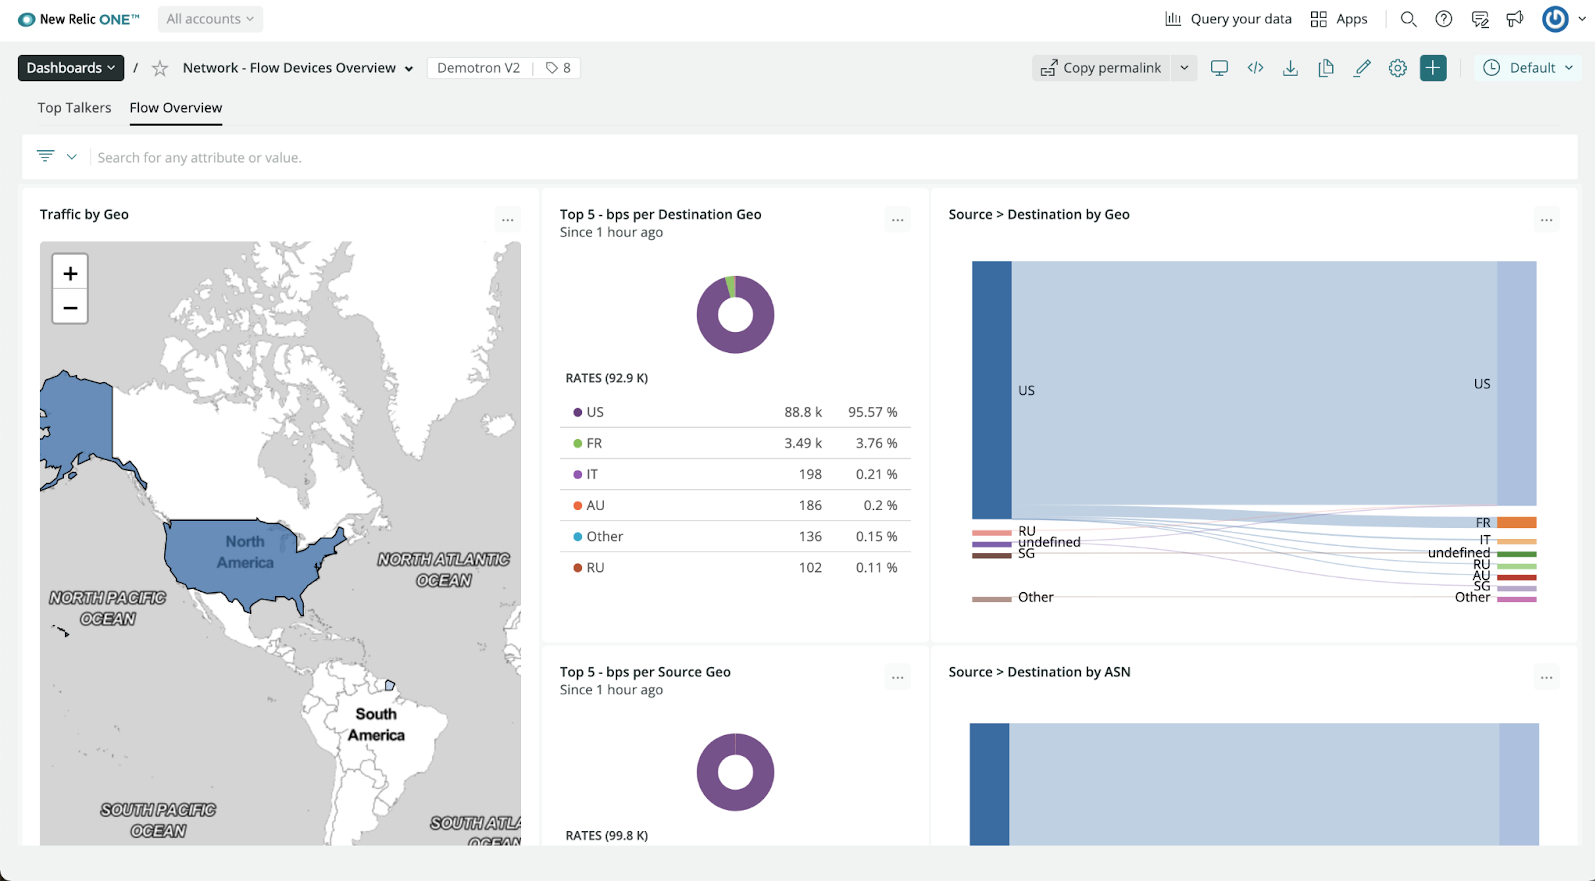 New Relic ONE™
All accounts
Query your data
Apps
Dashboards
/
Network - Flow Devices Overview
Demotron V2
8
Copy permalink
Default
Top Talkers
Flow Overview
Search for any attribute or value.
Traffic by Geo
...
+
−
North
America
NORTH ATLANTIC
OCEAN
NORTH PACIFIC
OCEAN
South
America
SOUTH PACIFIC
OCEAN
SOUTH ATLA
OCEAN
Top 5 - bps per Destination Geo
...
Since 1 hour ago
RATES (92.9 K)
US 88.8 k 95.57 %
FR 3.49 k 3.76 %
IT 198 0.21 %
AU 186 0.2 %
Other 136 0.15 %
RU 102 0.11 %
Source > Destination by Geo
...
US
US
RU
undefined
SG
Other
FR
IT
undefined
RU
AU
SG
Other
Top 5 - bps per Source Geo
...
Since 1 hour ago
RATES (99.8 K)
Source > Destination by ASN
...